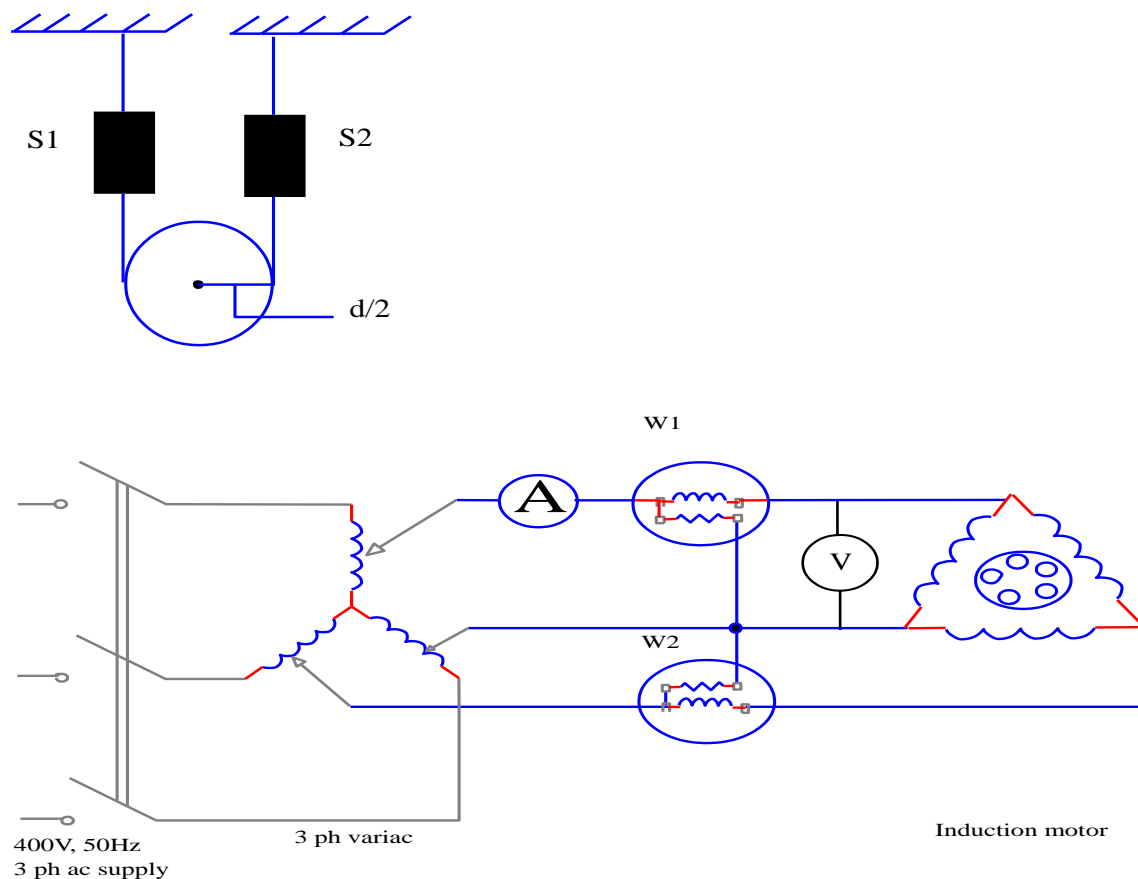 S1
S2
d/2
W1
A
V
W2
3 ph variac
400V, 50Hz
3 ph ac supply
Induction motor